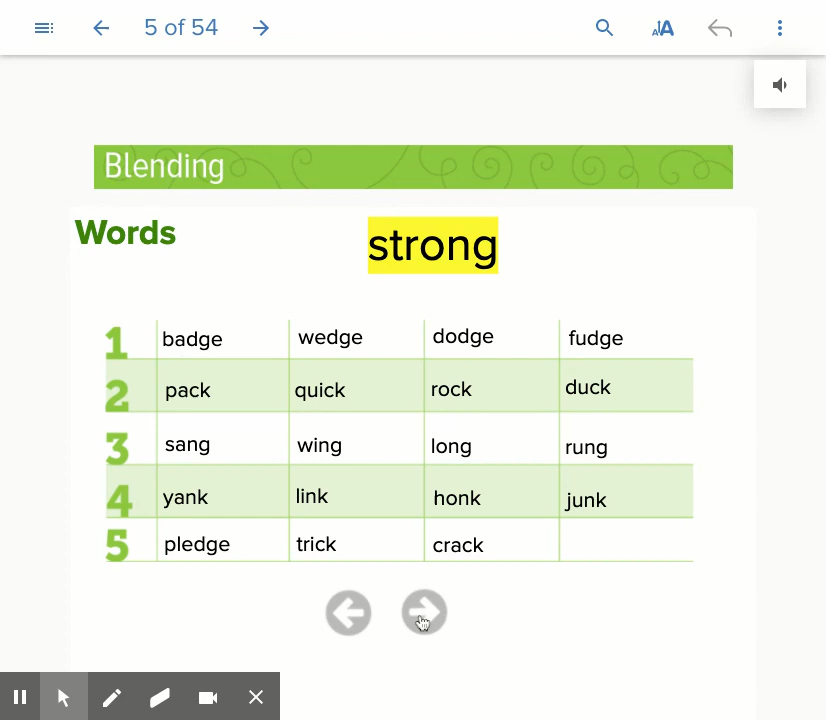 5 of 54
Blending
Words
strong
1 badge wedge dodge fudge
2 pack quick rock duck
3 sang wing long rung
4 yank link honk junk
5 pledge trick crack